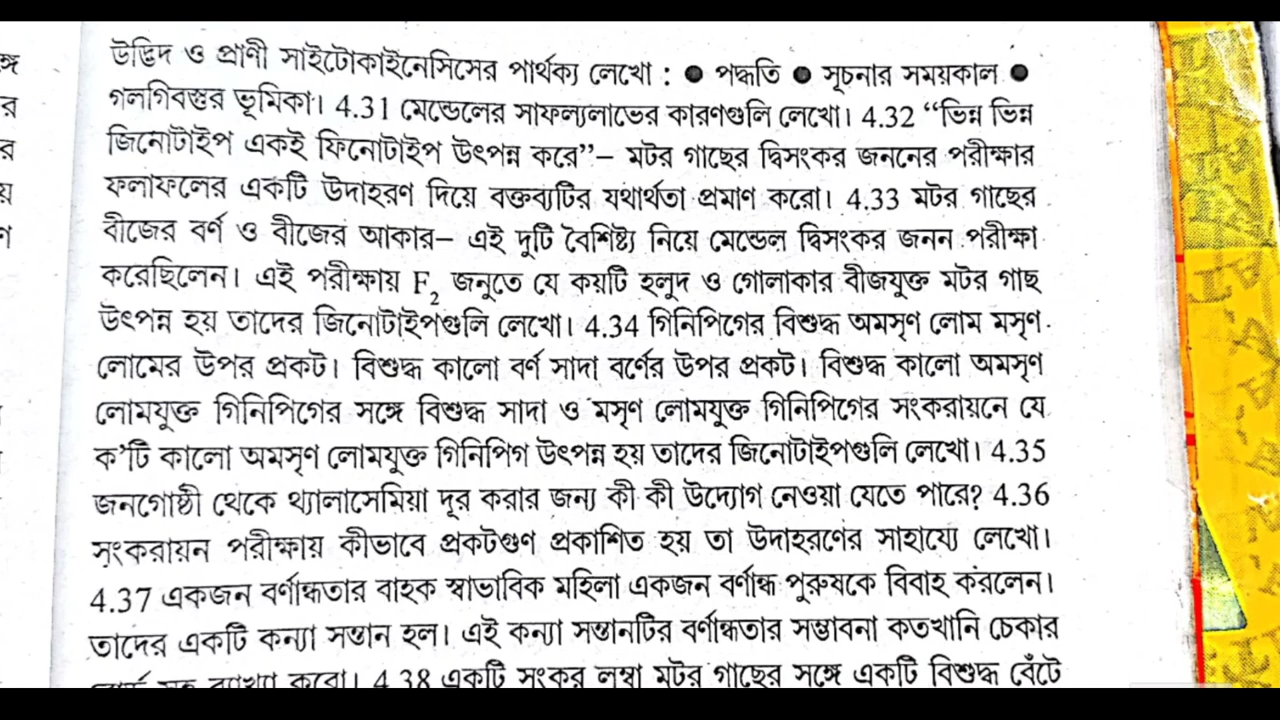 উদ্ভিদ ও প্রাণী সাইটোকাইনেসিসের পার্থক্য লেখো : ● পদ্ধতি ● সূচনার সময়কাল ●
গলগিবস্তুর ভূমিকা। 4.31 মেন্ডেলের সাফল্যলাভের কারণগুলি লেখো। 4.32 “ভিন্ন ভিন্ন
জিনোটাইপ একই ফিনোটাইপ উৎপন্ন করে”– মটর গাছের দ্বিসংকর জননের পরীক্ষার
ফলাফলের একটি উদাহরণ দিয়ে বক্তব্যটির যথার্থতা প্রমাণ করো। 4.33 মটর গাছের
বীজের বর্ণ ও বীজের আকার– এই দুটি বৈশিষ্ট্য নিয়ে মেন্ডেল দ্বিসংকর জনন পরীক্ষা
করেছিলেন। এই পরীক্ষায় F2 জনুতে যে কয়টি হলুদ ও গোলাকার বীজযুক্ত মটর গাছ
উৎপন্ন হয় তাদের জিনোটাইপগুলি লেখো। 4.34 গিনিপিগের বিশুদ্ধ অমসৃণ লোম মসৃণ
লোমের উপর প্রকট। বিশুদ্ধ কালো বর্ণ সাদা বর্ণের উপর প্রকট। বিশুদ্ধ কালো অমসৃণ
লোমযুক্ত গিনিপিগের সঙ্গে বিশুদ্ধ সাদা ও মসৃণ লোমযুক্ত গিনিপিগের সংকরায়নে যে
ক’টি কালো অমসৃণ লোমযুক্ত গিনিপিগ উৎপন্ন হয় তাদের জিনোটাইপগুলি লেখো। 4.35
জনগোষ্ঠী থেকে থ্যালাসেমিয়া দূর করার জন্য কী কী উদ্যোগ নেওয়া যেতে পারে? 4.36
সংকরায়ন পরীক্ষায় কীভাবে প্রকটগুণ প্রকাশিত হয় তা উদাহরণের সাহায্যে লেখো।
4.37 একজন বর্ণান্ধতার বাহক স্বাভাবিক মহিলা একজন বর্ণান্ধ পুরুষকে বিবাহ করলেন।
তাদের একটি কন্যা সন্তান হল। এই কন্যা সন্তানটির বর্ণান্ধতার সম্ভাবনা কতখানি চেকার
ব্যাখ্যা করো। 4.38 একটি সংকর লম্বা মটর গাছের সঙ্গে একটি বিশুদ্ধ বেঁটে